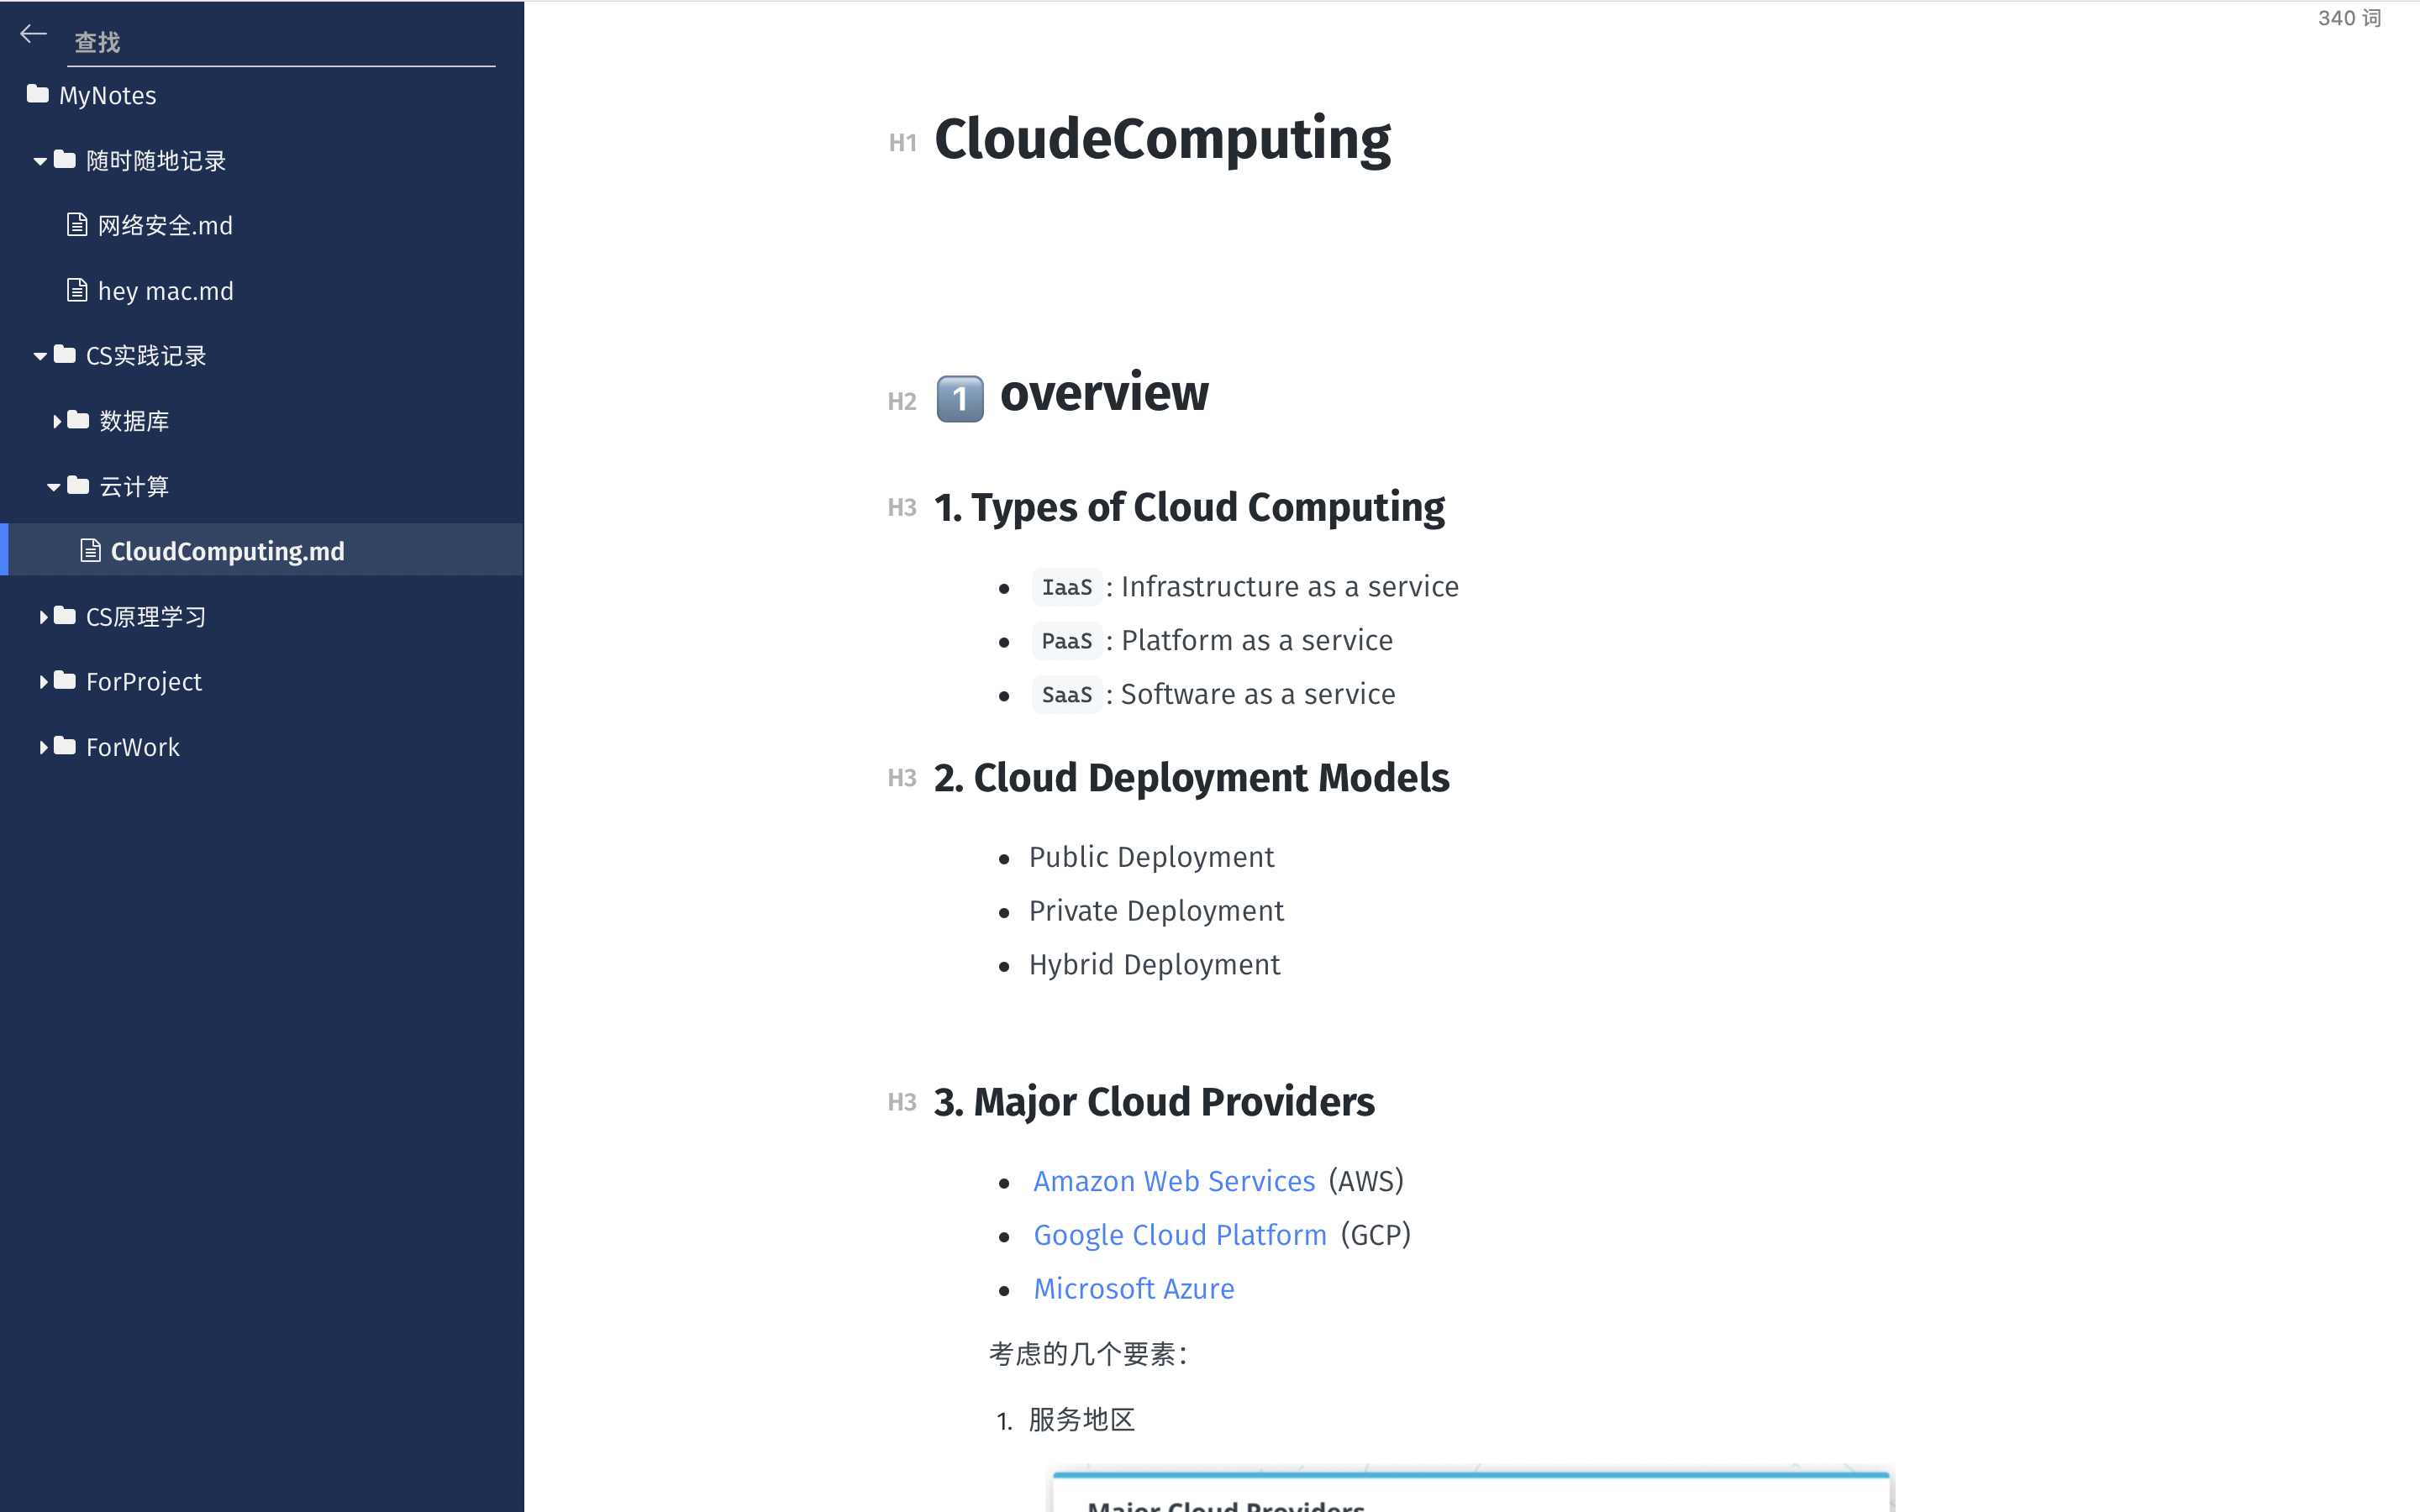 查找
MyNotes
随时随地记录
网络安全.md
hey mac.md
CS实践记录
数据库
云计算
CloudComputing.md
CS原理学习
ForProject
ForWork
340 词
H1 CloudeComputing
H2 1 overview
H3 1. Types of Cloud Computing
IaaS : Infrastructure as a service
PaaS : Platform as a service
SaaS : Software as a service
H3 2. Cloud Deployment Models
Public Deployment
Private Deployment
Hybrid Deployment
H3 3. Major Cloud Providers
Amazon Web Services (AWS)
Google Cloud Platform (GCP)
Microsoft Azure
考虑的几个要素：
1. 服务地区
Major Cloud Providers